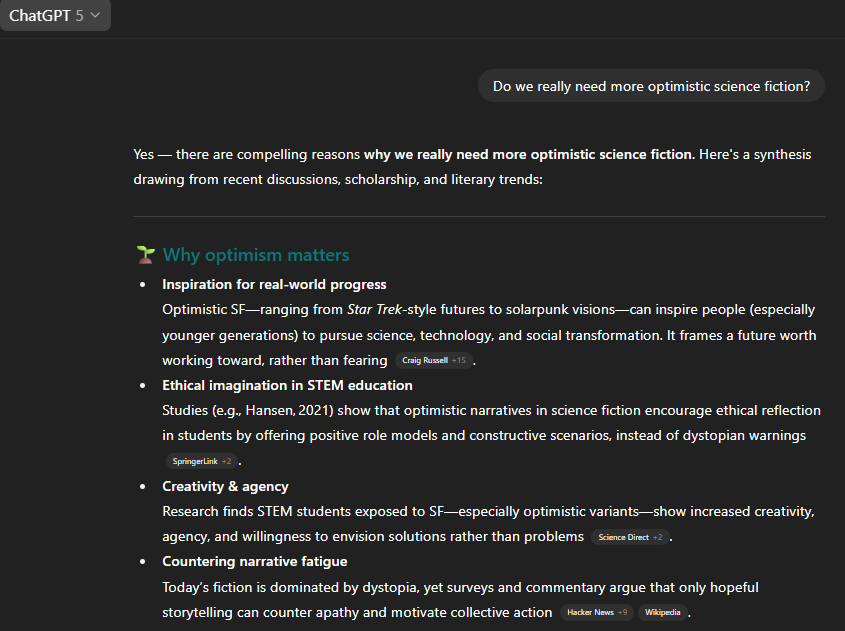 ChatGPT 5
Do we really need more optimistic science fiction?
Yes — there are compelling reasons why we really need more optimistic science fiction. Here's a synthesis
drawing from recent discussions, scholarship, and literary trends:
🌱 Why optimism matters
• Inspiration for real-world progress
Optimistic SF—ranging from Star Trek-style futures to solarpunk visions—can inspire people (especially
younger generations) to pursue science, technology, and social transformation. It frames a future worth
working toward, rather than fearing Craig Russell +15 .
• Ethical imagination in STEM education
Studies (e.g., Hansen, 2021) show that optimistic narratives in science fiction encourage ethical reflection
in students by offering positive role models and constructive scenarios, instead of dystopian warnings
SpringerLink +2 .
• Creativity & agency
Research finds STEM students exposed to SF—especially optimistic variants—show increased creativity,
agency, and willingness to envision solutions rather than problems Science Direct +2 .
• Countering narrative fatigue
Today's fiction is dominated by dystopia, yet surveys and commentary argue that only hopeful
storytelling can counter apathy and motivate collective action Hacker News +9 Wikipedia .